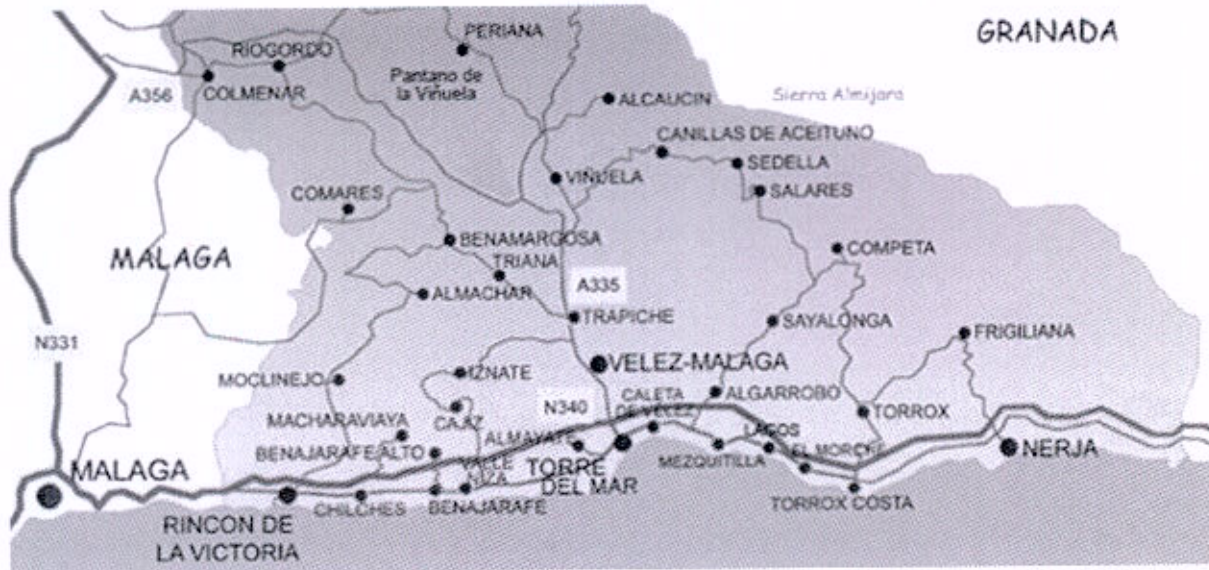 GRANADA
PERIANA
RIOGORDO
Pantano de
la Viñuela
A356
COLMENAR
ALCAUCIN
Sierra Almijara
CANILLAS DE ACEITUNO
SEDELLA
VIÑUELA
SALARES
COMARES
BENAMARGOSA
COMPETA
MALAGA
TRIANA
A335
ALMACHAR
TRAPICHE
SAYALONGA
FRIGILIANA
N331
VELEZ-MALAGA
MOCLINEJO
IZNATE
ALGARROBO
CALETA
DE VELEZ
N340
MACHARAVIAYA
CAJAZ
TORROX
BENAJARAFE ALTO
ALMAYATE
LAGOS
EL MORCHE
NERJA
MALAGA
VALLE
NIZA
TORRE
DEL MAR
MEZQUITILLA
CHILCHES
BENAJARAFE
TORROX COSTA
RINCON DE
LA VICTORIA